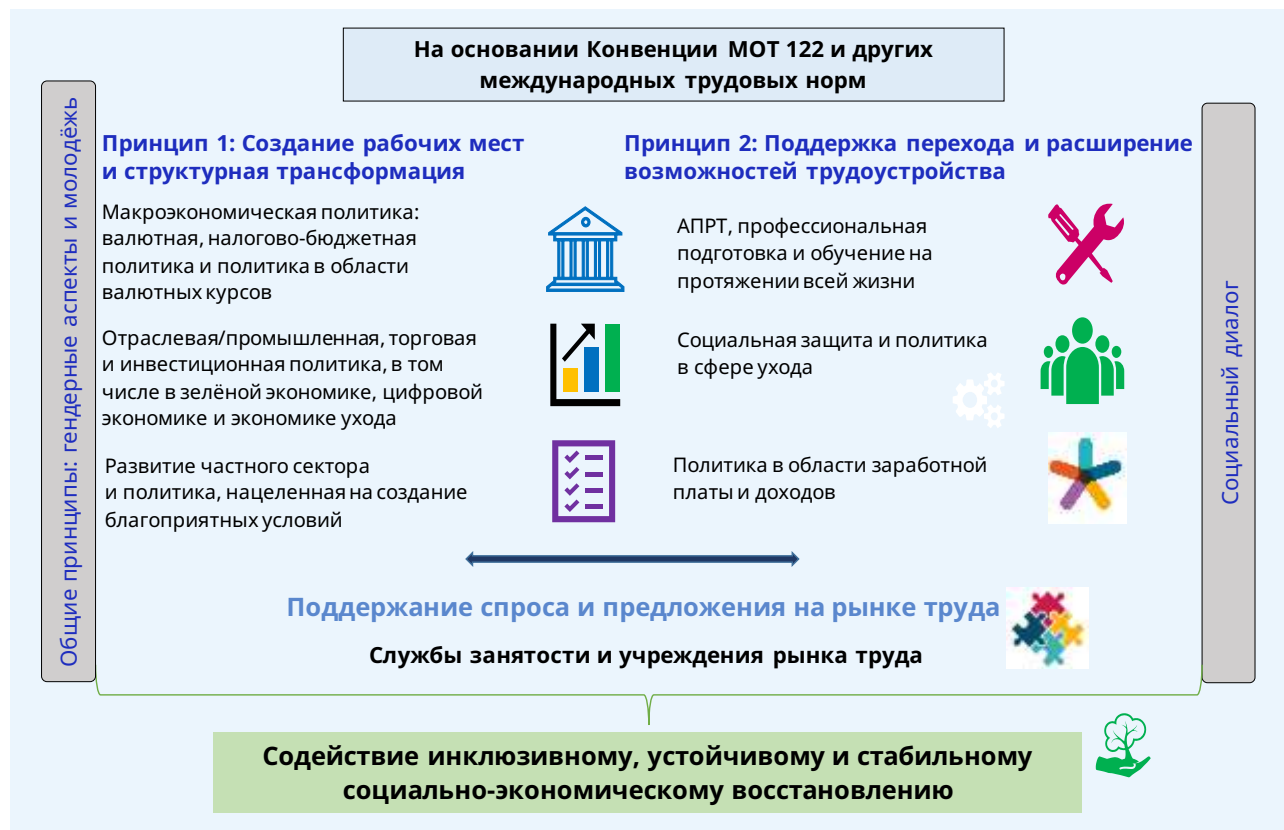 На основании Конвенции МОТ 122 и других
международных трудовых норм
Общие принципы: гендерные аспекты и молодёжь
Принцип 1: Создание рабочих мест
и структурная трансформация
Макроэкономическая политика:
валютная, налогово-бюджетная
политика и политика в области
валютных курсов
Отраслевая/промышленная, торговая
и инвестиционная политика, в том
числе в зелёной экономике, цифровой
экономике и экономике ухода
Развитие частного сектора
и политика, нацеленная на создание
благоприятных условий
Принцип 2: Поддержка перехода и расширение
возможностей трудоустройства
АПРТ, профессиональная
подготовка и обучение на
протяжении всей жизни
Социальная защита и политика
в сфере ухода
Политика в области заработной
платы и доходов
Социальный диалог
Поддержание спроса и предложения на рынке труда
Службы занятости и учреждения рынка труда
Содействие инклюзивному, устойчивому и стабильному
социально-экономическому восстановлению